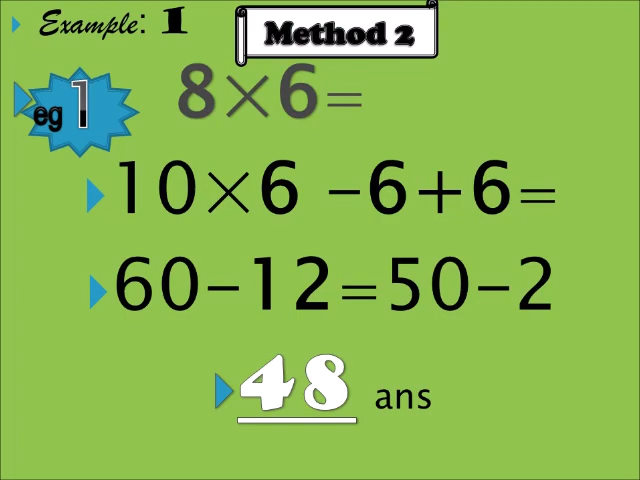 Example: 1
Method 2
eg 1
8×6=
10×6 -6+6=
60-12=50-2
48 ans